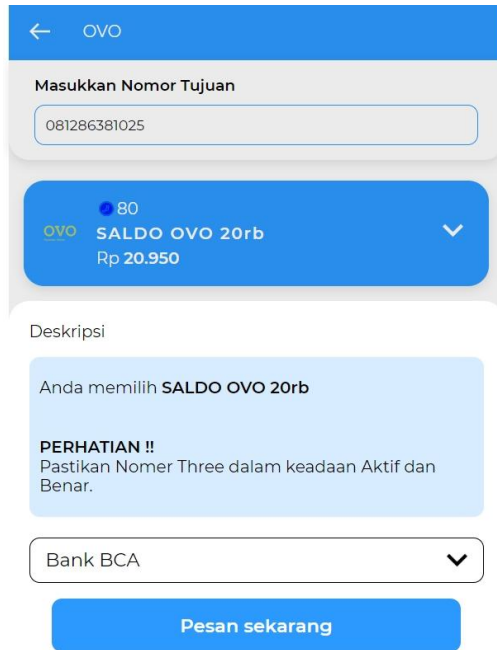 OVO
Masukkan Nomor Tujuan
081286381025
80
OVO SALDO OVO 20rb
Rp 20.950
Deskripsi
Anda memilih SALDO OVO 20rb
PERHATIAN !!
Pastikan Nomer Three dalam keadaan Aktif dan
Benar.
Bank BCA
Pesan sekarang